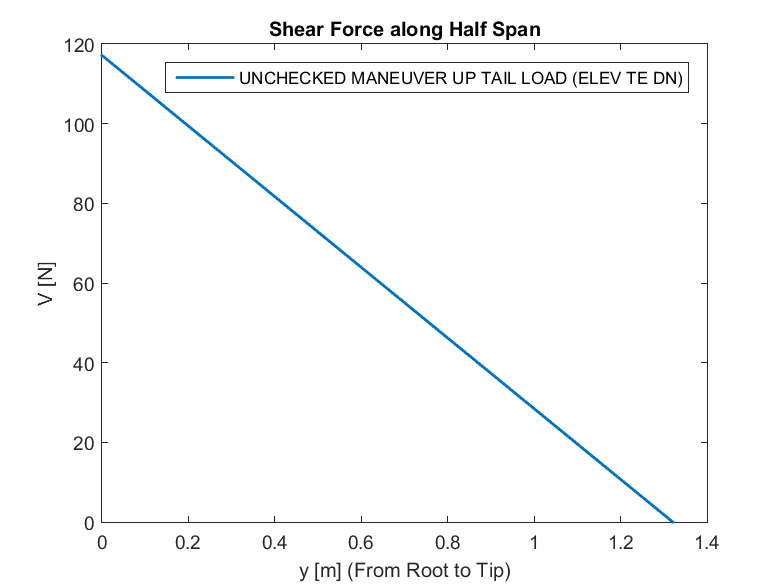 Shear Force along Half Span
UNCHECKED MANEUVER UP TAIL LOAD (ELEV TE DN)
V [N]
120
100
80
60
40
20
0
0 0.2 0.4 0.6 0.8 1 1.2 1.4
y [m] (From Root to Tip)